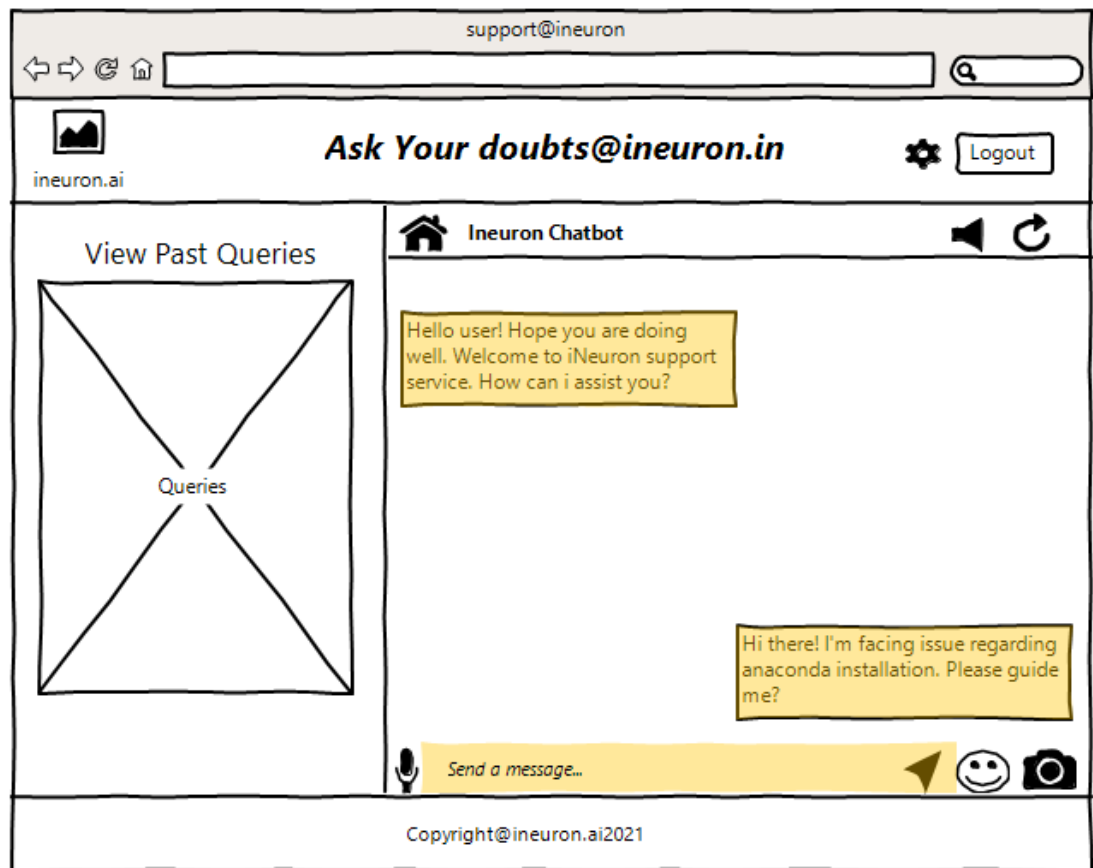 support@ineuron
Ask Your doubts@ineuron.in
Logout
ineuron.ai
View Past Queries
Queries
Ineuron Chatbot
Hello user! Hope you are doing
well. Welcome to iNeuron support
service. How can i assist you?
Hi there! I'm facing issue regarding
anaconda installation. Please guide
me?
Send a message...
Copyright@ineuron.ai2021